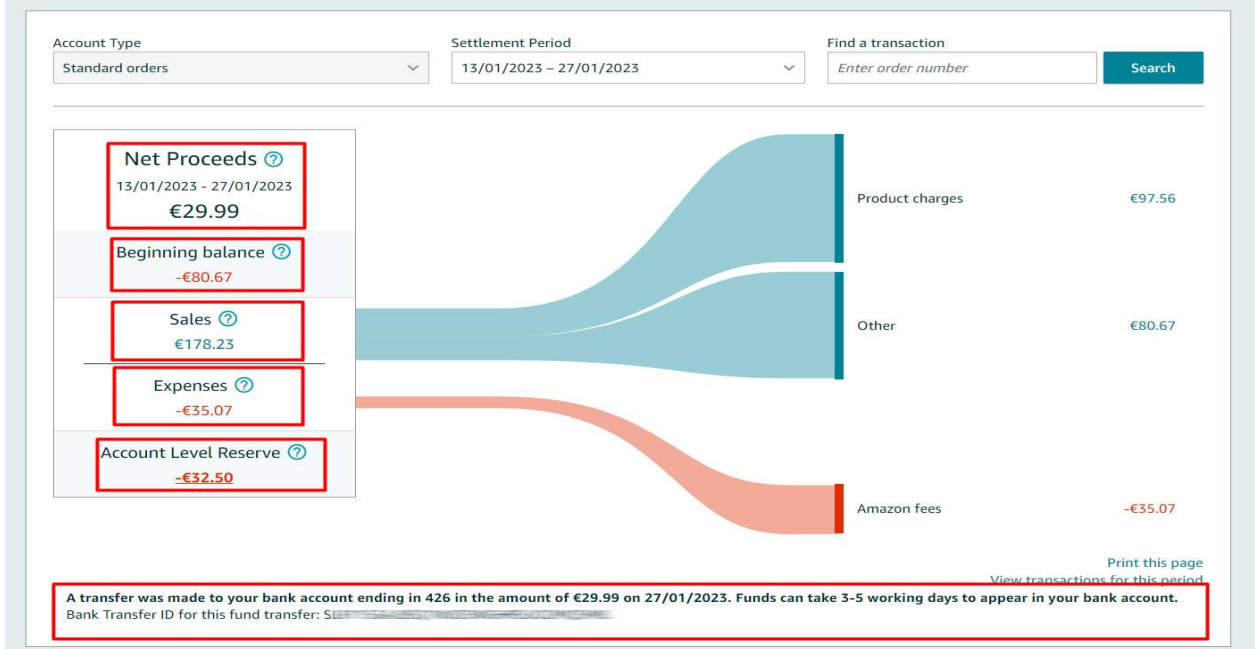 Account Type
Settlement Period
Find a transaction
Standard orders
13/01/2023 – 27/01/2023
Enter order number
Search
Net Proceeds ?
13/01/2023 - 27/01/2023
€29.99
Beginning balance ?
-€80.67
Sales ?
€178.23
Expenses ?
-€35.07
Account Level Reserve ?
-€32.50
Product charges €97.56
Other €80.67
Amazon fees -€35.07
Print this page
View transactions for this period
A transfer was made to your bank account ending in 426 in the amount of €29.99 on 27/01/2023. Funds can take 3-5 working days to appear in your bank account.
Bank Transfer ID for this fund transfer: